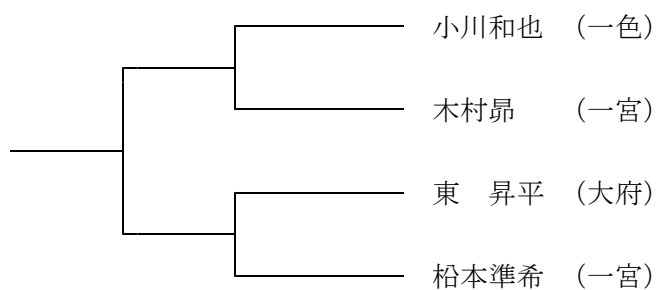 小川和也　（一色）
木村昴　　（一宮）
東　昇平　（大府）
枩本準希　（一宮）